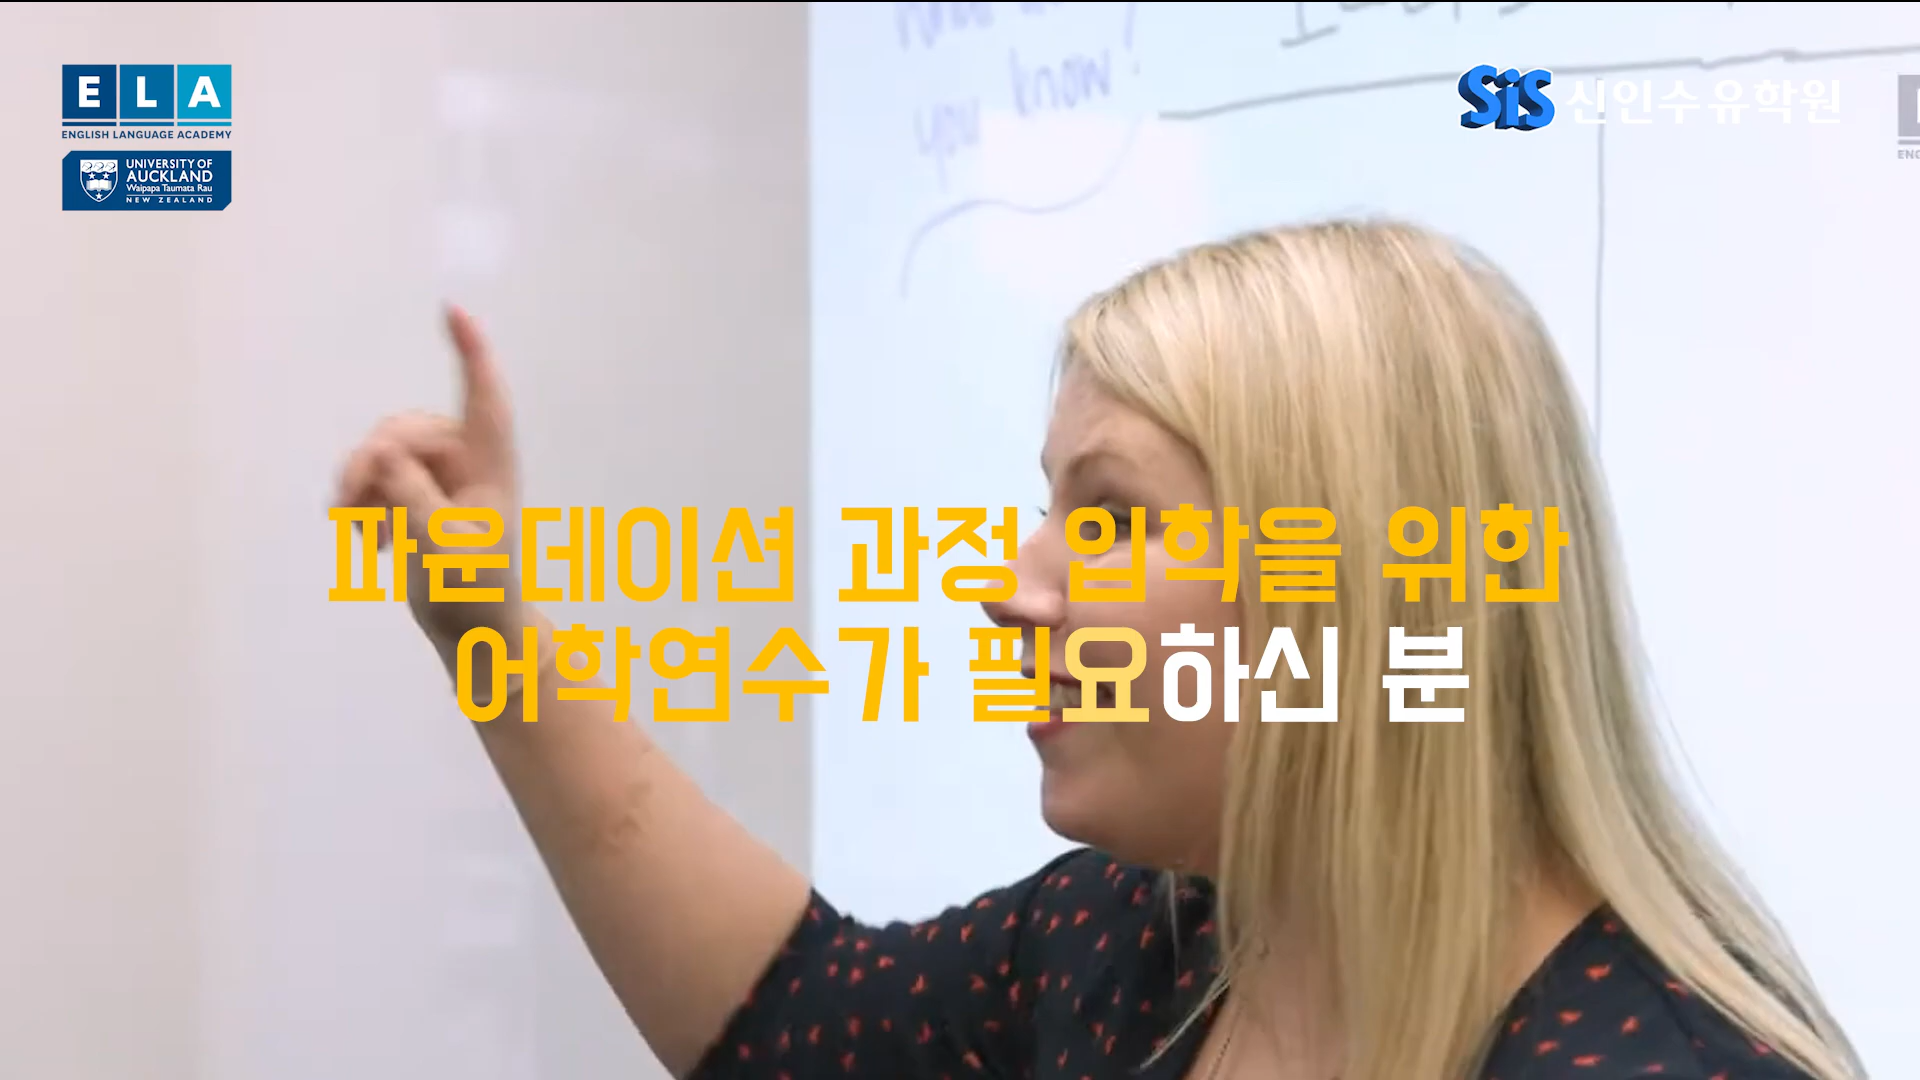 E L A
ENGLISH LANGUAGE ACADEMY
UNIVERSITY OF
AUCKLAND
Waipapa Taumata Rau
NEW ZEALAND
SiS 신인수유학원
you know?
파운데이션 과정 입학을 위한
어학연수가 필요하신 분